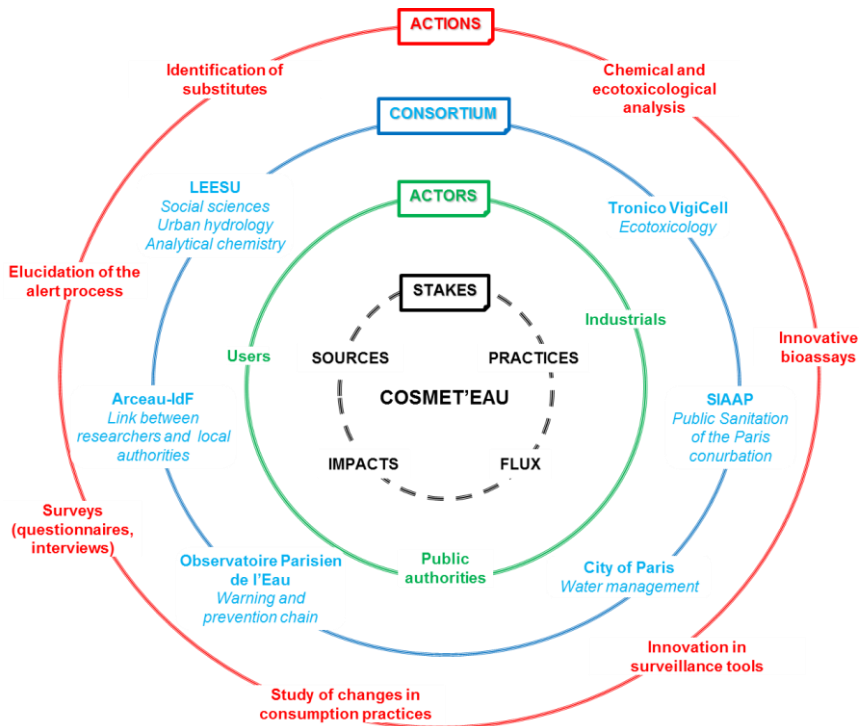 ACTIONS
Identification of
substitutes
Chemical and
ecotoxicological
analysis
CONSORTIUM
LEESU
Social sciences
Urban hydrology
Analytical chemistry
ACTORS
Tronico VigiCell
Ecotoxicology
Elucidation of the
alert process
STAKES
Users
Industrials
SOURCES
PRACTICES
Innovative
bioassays
COSMET'EAU
Arceau-IdF
Link between
researchers and local
authorities
SIAAP
Public Sanitation
of the Paris
conurbation
IMPACTS
FLUX
Surveys
(questionnaires,
interviews)
Observatoire Parisien
de l'Eau
Warning and
prevention chain
Public
authorities
City of Paris
Water management
Innovation in
surveillance tools
Study of changes in
consumption practices